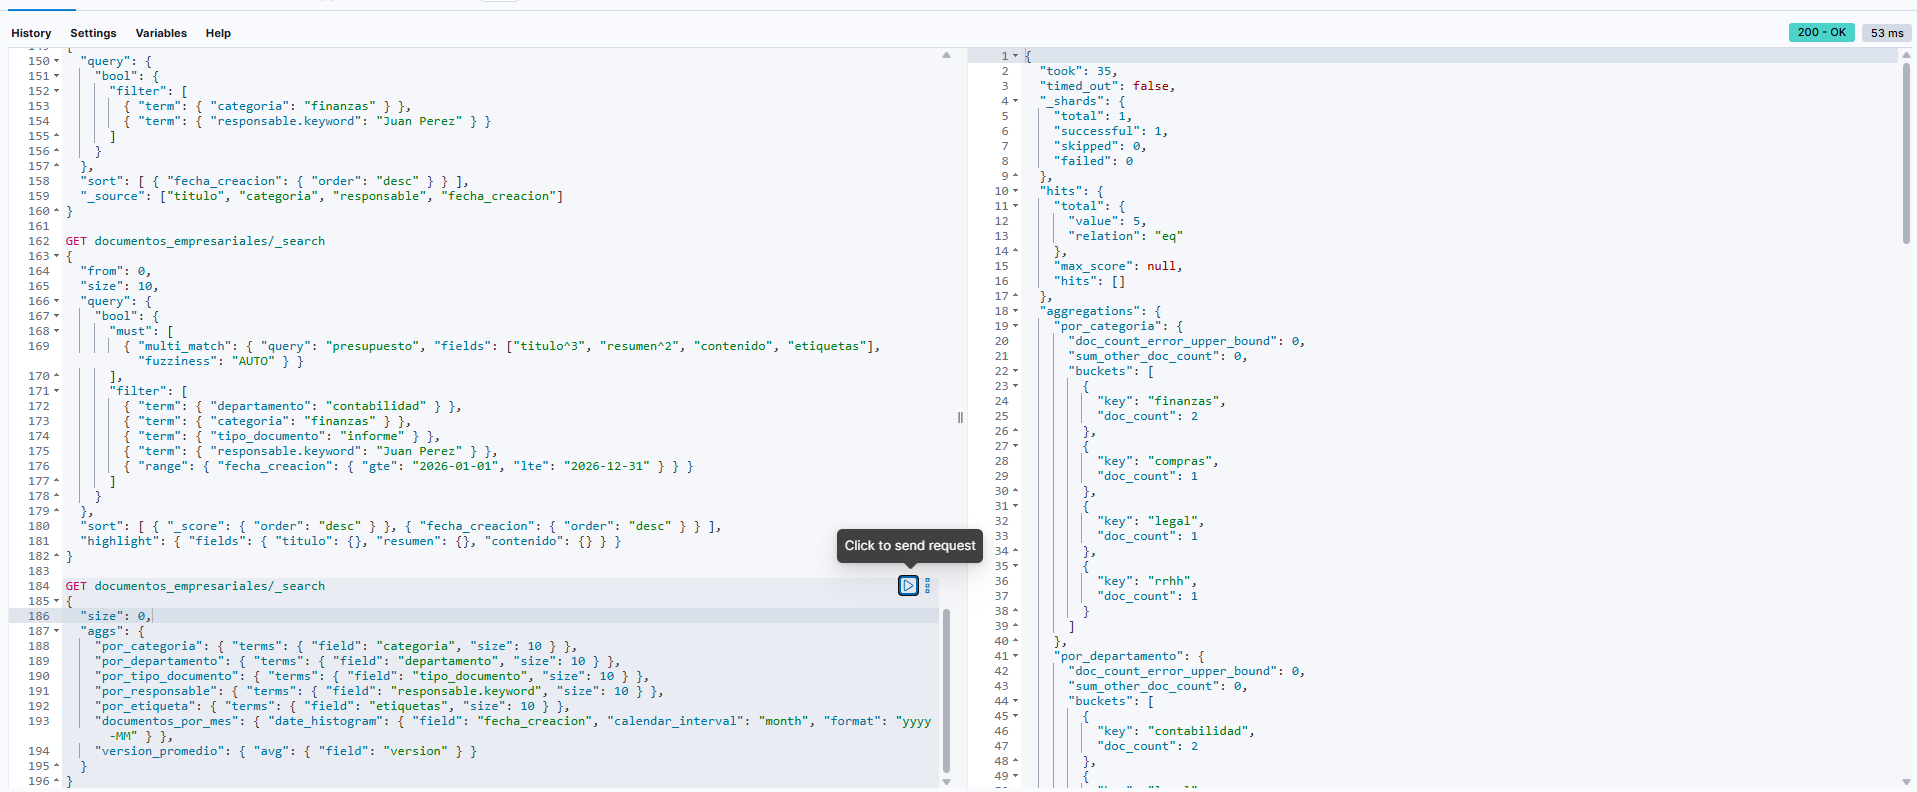 History Settings Variables Help
200 - OK 53 ms
150 "query": {
151 "bool": {
152 "filter": [
153 { "term": { "categoria": "finanzas" } },
154 { "term": { "responsable.keyword": "Juan Perez" } }
155 ]
156 }
157 },
158 "sort": [ { "fecha_creacion": { "order": "desc" } } ],
159 "_source": ["titulo", "categoria", "responsable", "fecha_creacion"]
160 }
161
162 GET documentos_empresariales/_search
163 {
164 "from": 0,
165 "size": 10,
166 "query": {
167 "bool": {
168 "must": [
169 { "multi_match": { "query": "presupuesto", "fields": ["titulo^3", "resumen^2", "contenido", "etiquetas"],
"fuzziness": "AUTO" } }
170 ],
171 "filter": [
172 { "term": { "departamento": "contabilidad" } },
173 { "term": { "categoria": "finanzas" } },
174 { "term": { "tipo_documento": "informe" } },
175 { "term": { "responsable.keyword": "Juan Perez" } },
176 { "range": { "fecha_creacion": { "gte": "2026-01-01", "lte": "2026-12-31" } } }
177 ]
178 }
179 },
180 "sort": [ { "_score": { "order": "desc" } }, { "fecha_creacion": { "order": "desc" } } ],
181 "highlight": { "fields": { "titulo": {}, "resumen": {}, "contenido": {} } }
182 }
183
Click to send request
184 GET documentos_empresariales/_search
185 {
186 "size": 0,
187 "aggs": {
188 "por_categoria": { "terms": { "field": "categoria", "size": 10 } },
189 "por_departamento": { "terms": { "field": "departamento", "size": 10 } },
190 "por_tipo_documento": { "terms": { "field": "tipo_documento", "size": 10 } },
191 "por_responsable": { "terms": { "field": "responsable.keyword", "size": 10 } },
192 "por_etiqueta": { "terms": { "field": "etiquetas", "size": 10 } },
193 "documentos_por_mes": { "date_histogram": { "field": "fecha_creacion", "calendar_interval": "month", "format": "yyyy
-MM" } },
194 "version_promedio": { "avg": { "field": "version" } }
195 }
196 }
1 {
2 "took": 35,
3 "timed_out": false,
4 "_shards": {
5 "total": 1,
6 "successful": 1,
7 "skipped": 0,
8 "failed": 0
9 },
10 "hits": {
11 "total": {
12 "value": 5,
13 "relation": "eq"
14 },
15 "max_score": null,
16 "hits": []
17 },
18 "aggregations": {
19 "por_categoria": {
20 "doc_count_error_upper_bound": 0,
21 "sum_other_doc_count": 0,
22 "buckets": [
23 {
24 "key": "finanzas",
25 "doc_count": 2
26 },
27 {
28 "key": "compras",
29 "doc_count": 1
30 },
31 {
32 "key": "legal",
33 "doc_count": 1
34 },
35 {
36 "key": "rrhh",
37 "doc_count": 1
38 }
39 ]
40 },
41 "por_departamento": {
42 "doc_count_error_upper_bound": 0,
43 "sum_other_doc_count": 0,
44 "buckets": [
45 {
46 "key": "contabilidad",
47 "doc_count": 2
48 },
49 {